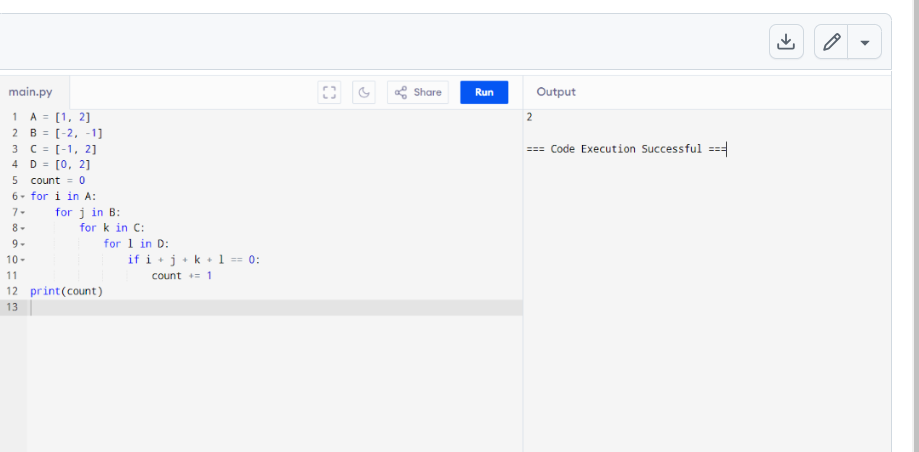 main.py
Share
Run
Output
1 A = [1, 2]
2 B = [-2, -1]
3 C = [-1, 2]
4 D = [0, 2]
5 count = 0
6 for i in A:
7     for j in B:
8         for k in C:
9             for l in D:
10                 if i + j + k + l == 0:
11                     count += 1
12 print(count)
13
2
=== Code Execution Successful ===